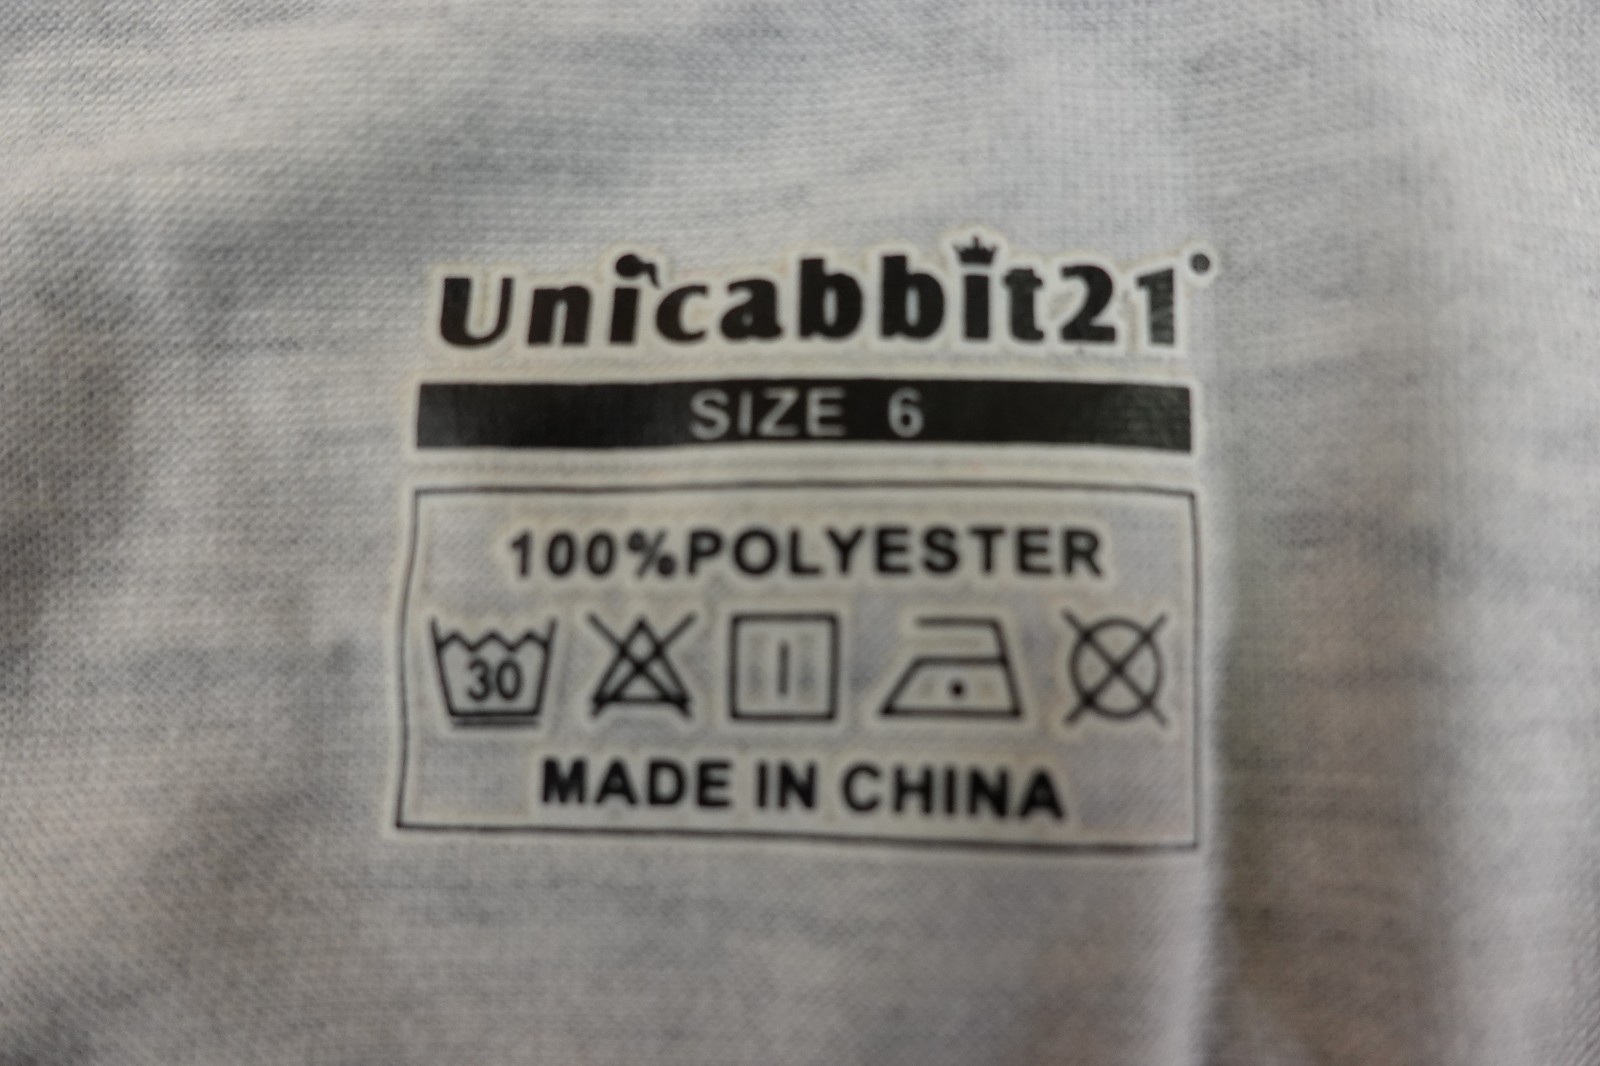 Unicabbit21
SIZE 6
100%POLYESTER
30
MADE IN CHINA